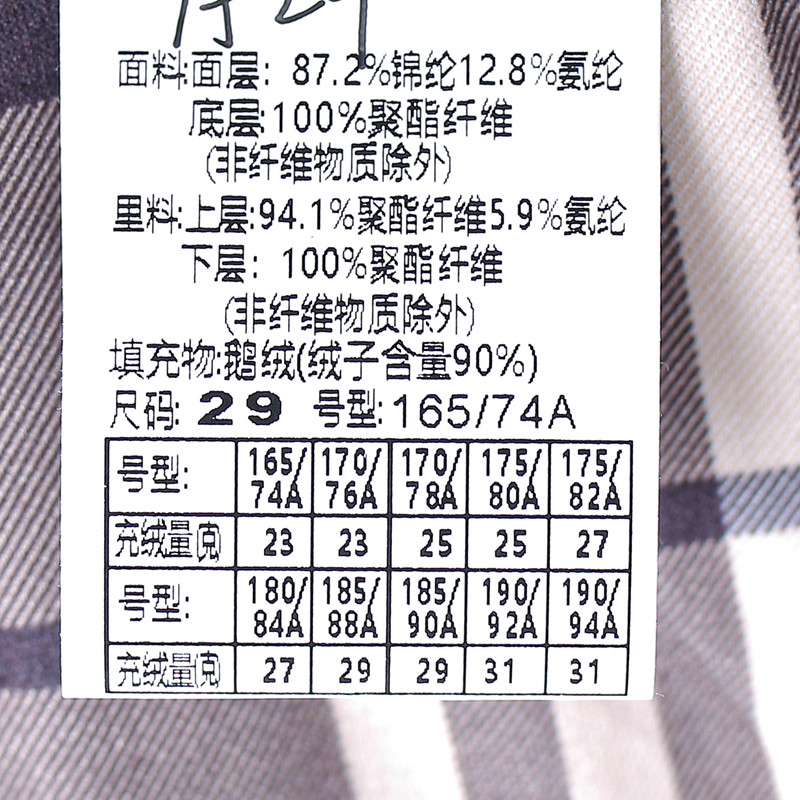 面料:面层: 87.2%锦纶12.8%氨纶
底层:100%聚酯纤维
(非纤维物质除外)
里料:上层:94.1%聚酯纤维5.9%氨纶
下层: 100%聚酯纤维
(非纤维物质除外)
填充物:鹅绒(绒子含量90%)
尺码: 29 号型:165/74A
号型: 165/74A 170/76A 170/78A 175/80A 175/82A
充绒量(克 23 23 25 25 27
号型: 180/84A 185/88A 185/90A 190/92A 190/94A
充绒量(克 27 29 29 31 31